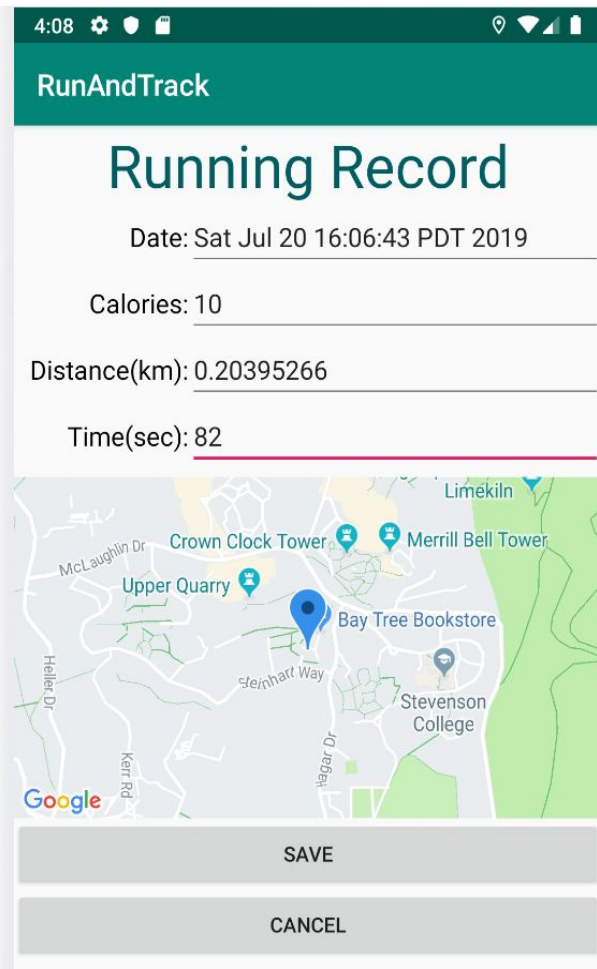 4:08
RunAndTrack
Running Record
Date: Sat Jul 20 16:06:43 PDT 2019
Calories: 10
Distance(km): 0.20395266
Time(sec): 82
Limekiln
McLaughlin Dr
Crown Clock Tower
Merrill Bell Tower
Upper Quarry
Bay Tree Bookstore
Heller Dr
Steinhart Way
Stevenson
College
Hagar Dr
Kerr Rd
Google
SAVE
CANCEL